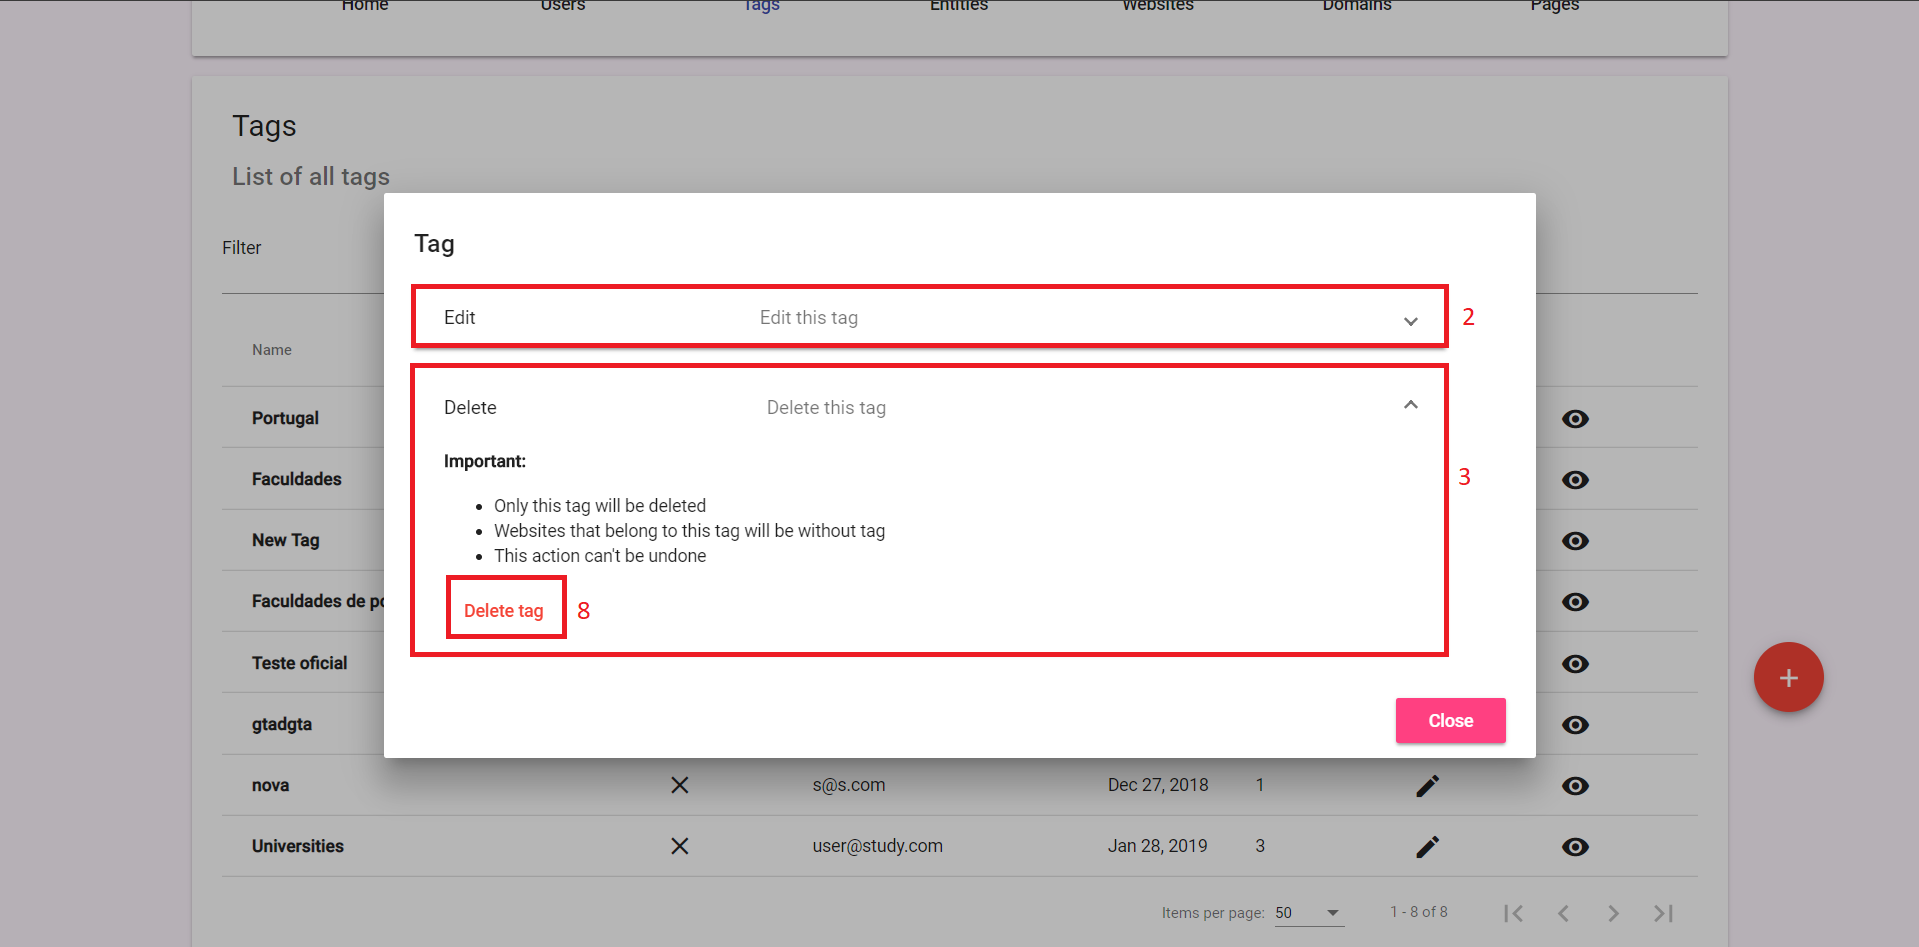 Home Users Tags Entities Websites Domains Pages
Tags
List of all tags
Filter
Tag
Edit Edit this tag 2
Name
Delete Delete this tag
Portugal
Important:
3
Faculdades
Only this tag will be deleted
Websites that belong to this tag will be without tag
New Tag
This action can't be undone
Faculdades de po
Delete tag 8
Teste oficial
+
gtadgta
Close
nova s@s.com Dec 27, 2018 1
Universities user@study.com Jan 28, 2019 3
Items per page: 50 1 - 8 of 8